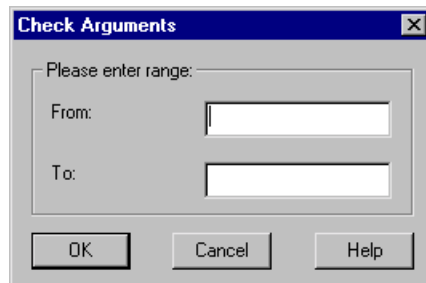 Check Arguments
Please enter range:
From:
To:
OK Cancel Help